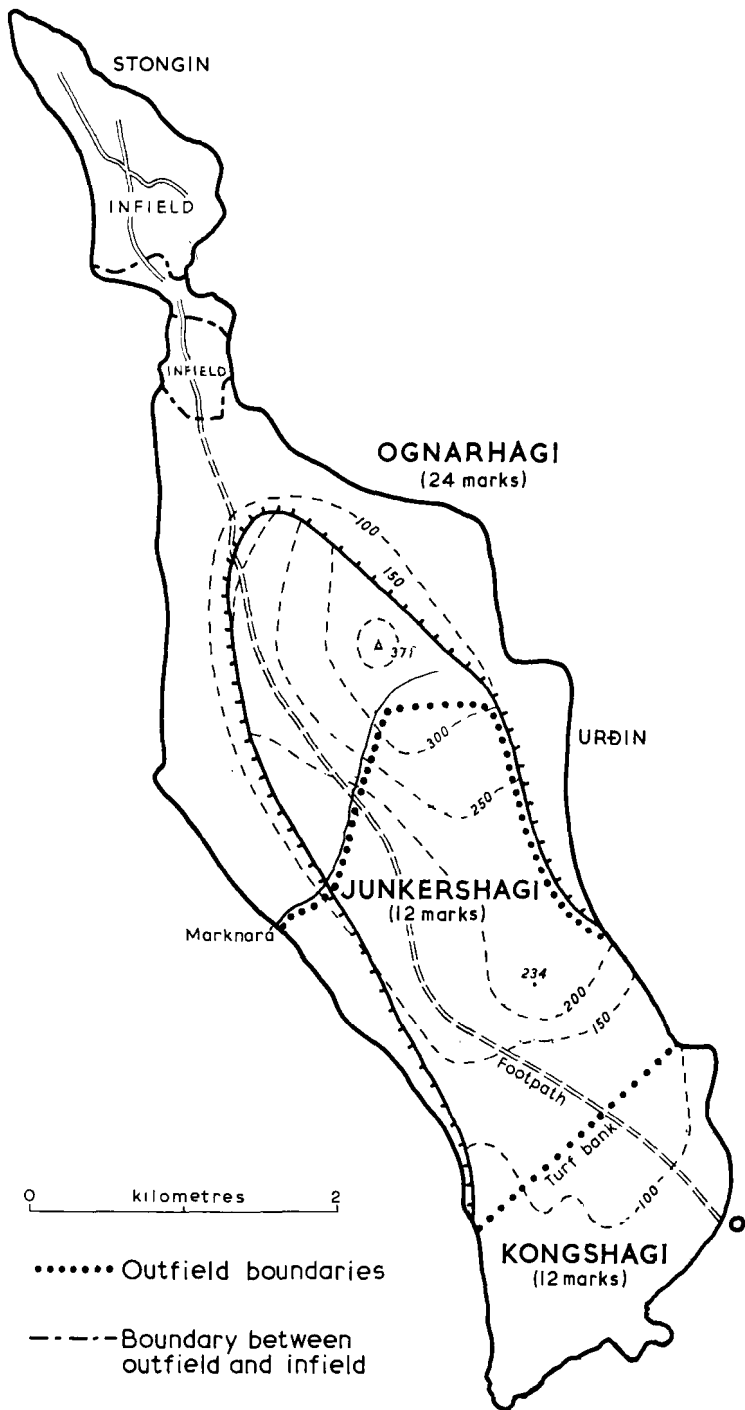 STONGIN
INFIELD
INFIELD
OGNARHAGI
(24 marks)
100
150
371
300
URÐIN
250
JUNKERSHAGI
(12 marks)
Marknará
234
200
150
Footpath
Turf bank
100
0 kilometres 2
KONGSHAGI
(12 marks)
Outfield boundaries
Boundary between
outfield and infield